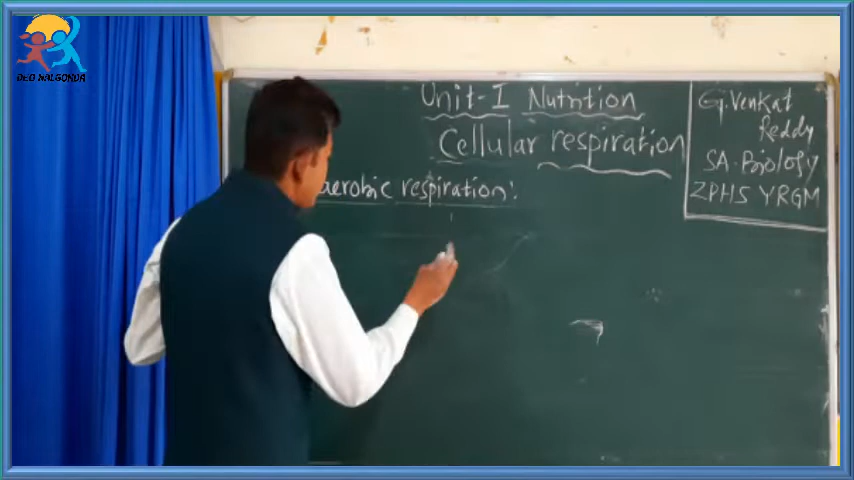 DEO NALGONDA
Unit-I Nutrition
Cellular respiration
aerobic respiration:
G. Venkat
Reddy
SA. Biology
ZPHS YRGM